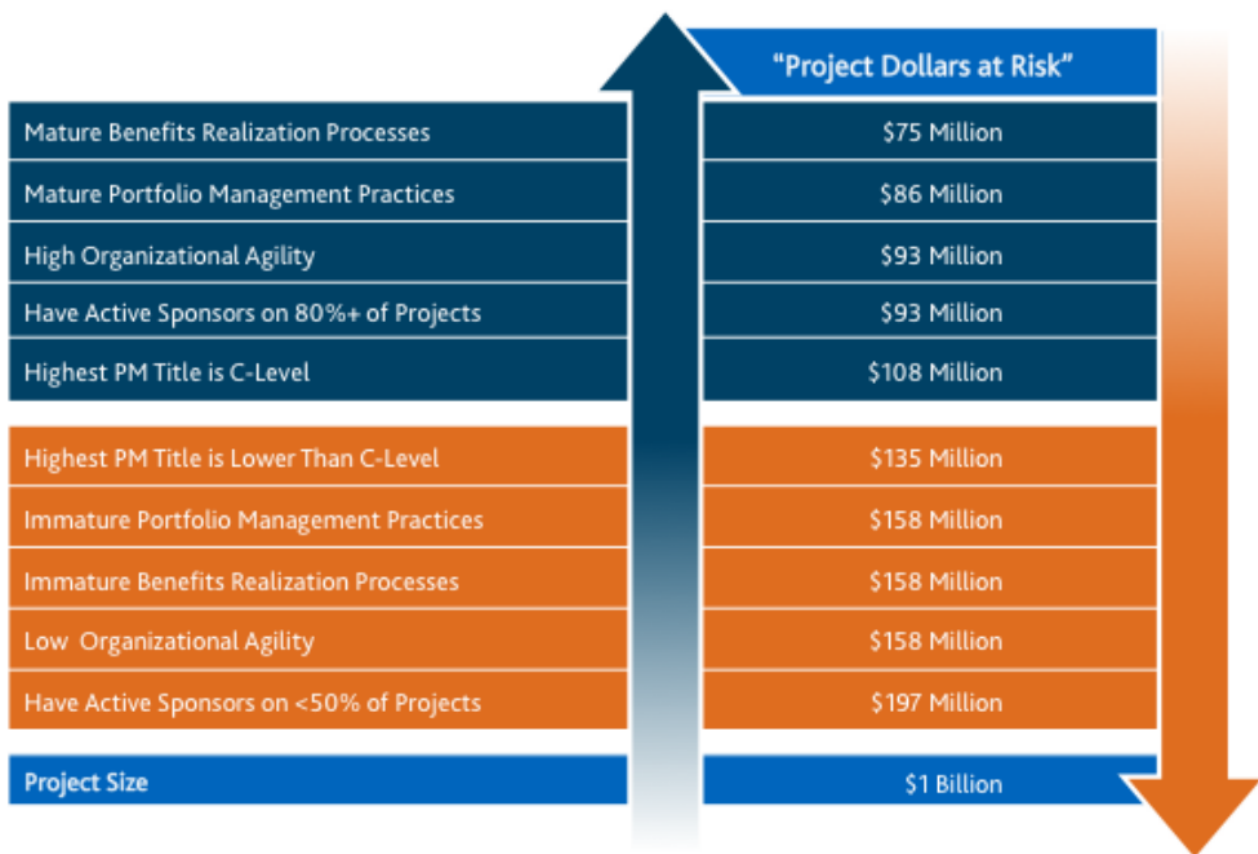 “Project Dollars at Risk”
Mature Benefits Realization Processes $75 Million
Mature Portfolio Management Practices $86 Million
High Organizational Agility $93 Million
Have Active Sponsors on 80%+ of Projects $93 Million
Highest PM Title is C-Level $108 Million
Highest PM Title is Lower Than C-Level $135 Million
Immature Portfolio Management Practices $158 Million
Immature Benefits Realization Processes $158 Million
Low Organizational Agility $158 Million
Have Active Sponsors on <50% of Projects $197 Million
Project Size $1 Billion